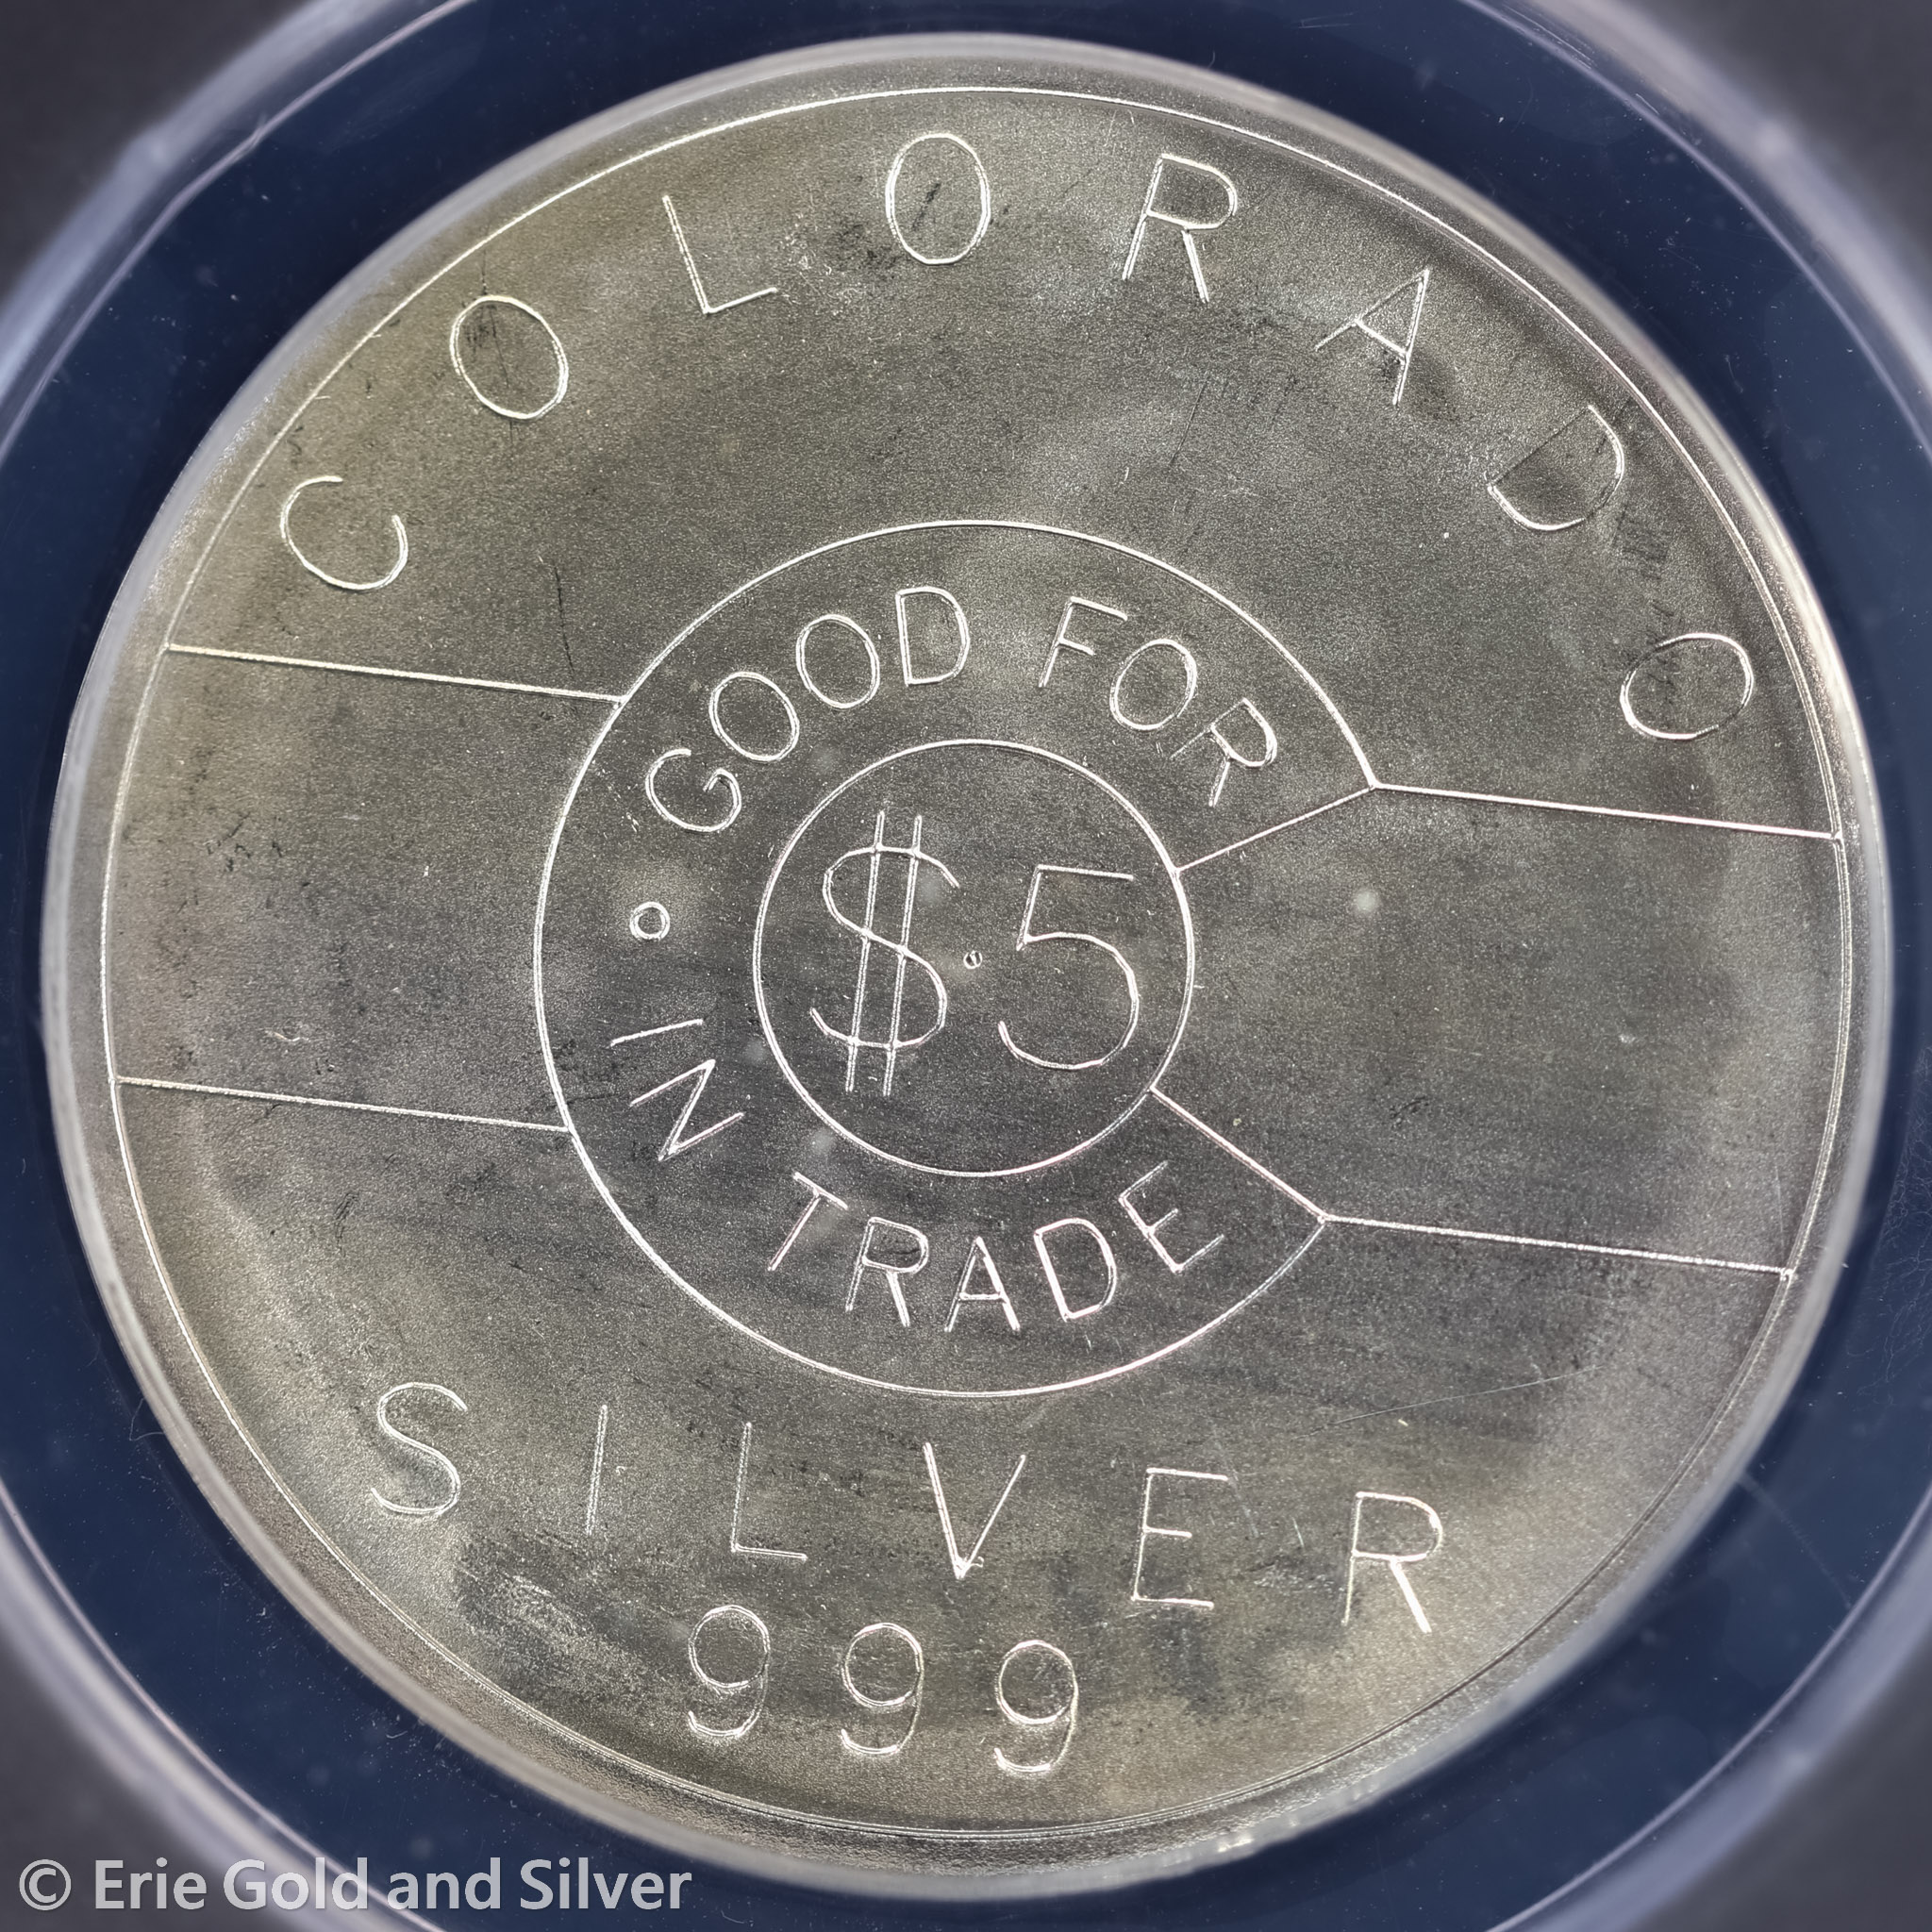 COLORADO
GOOD FOR
$5
IN TRADE
SILVER
999
© Erie Gold and Silver